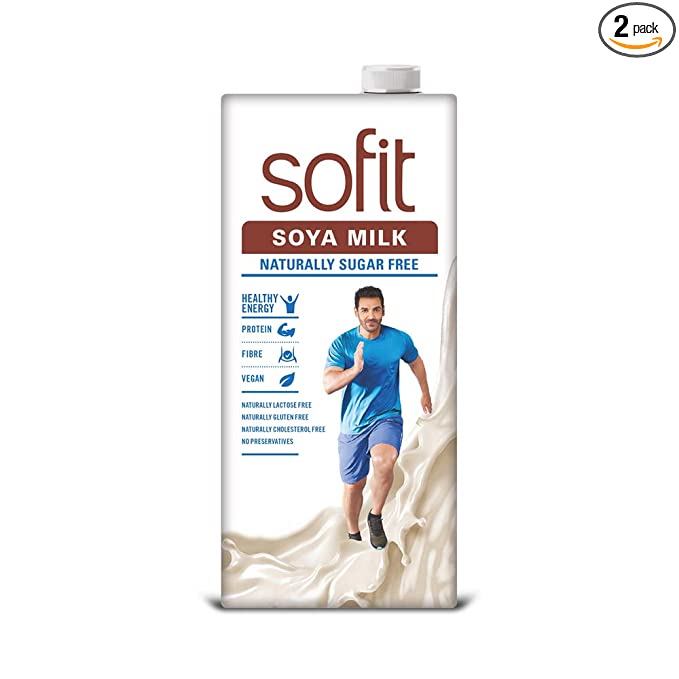 2 pack
sofit
SOYA MILK
NATURALLY SUGAR FREE
HEALTHY
ENERGY
PROTEIN
FIBRE
VEGAN
NATURALLY LACTOSE FREE
NATURALLY GLUTEN FREE
NATURALLY CHOLESTEROL FREE
NO PRESERVATIVES